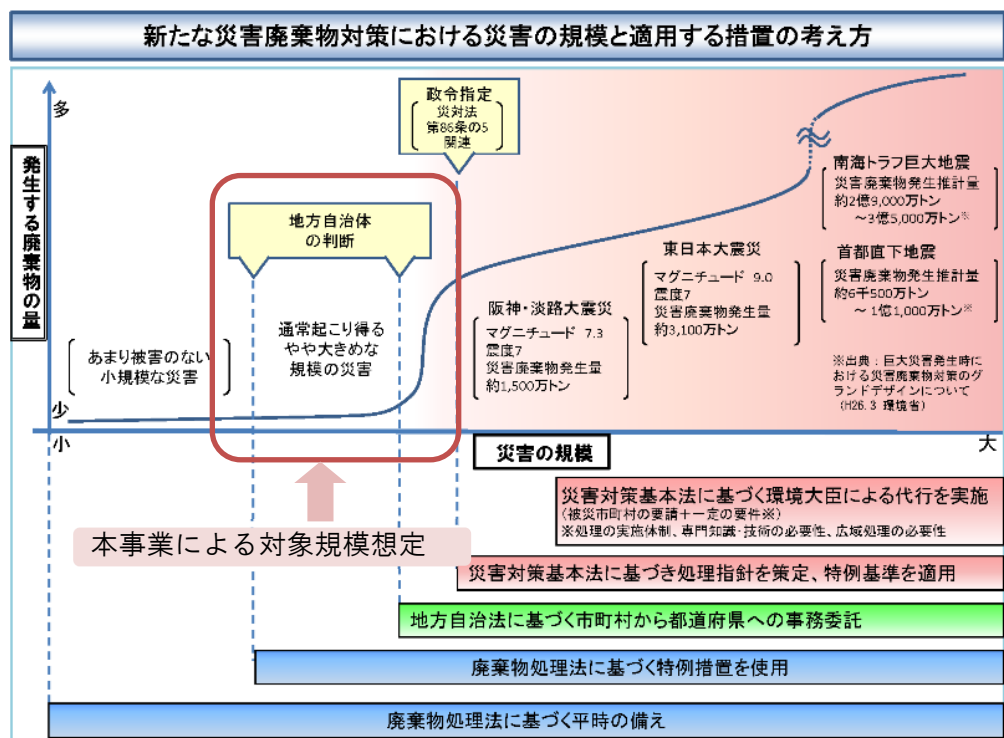 新たな災害廃棄物対策における災害の規模と適用する措置の考え方
多
発生する廃棄物の量
少
小
政令指定
災対法
第86条の5
関連
地方自治体
の判断
あまり被害のない
小規模な災害
通常起こり得る
やや大きめな
規模の災害
阪神・淡路大震災
マグニチュード 7.3
震度7
災害廃棄物発生量
約1,500万トン
東日本大震災
マグニチュード 9.0
震度7
災害廃棄物発生量
約3,100万トン
南海トラフ巨大地震
災害廃棄物発生推計量
約2億9,000万トン
～3億5,000万トン※
首都直下地震
災害廃棄物発生推計量
約6千500万トン
～ 1億1,000万トン※
※出典:巨大災害発生時に
おける災害廃棄物対策のグ
ランドデザインについて
(H26.3 環境省)
災害の規模
大
本事業による対象規模想定
災害対策基本法に基づく環境大臣による代行を実施
(被災市町村の要請+一定の要件※)
※処理の実施体制、専門知識・技術の必要性、広域処理の必要性
災害対策基本法に基づき処理指針を策定、特例基準を適用
地方自治法に基づく市町村から都道府県への事務委託
廃棄物処理法に基づく特例措置を使用
廃棄物処理法に基づく平時の備え